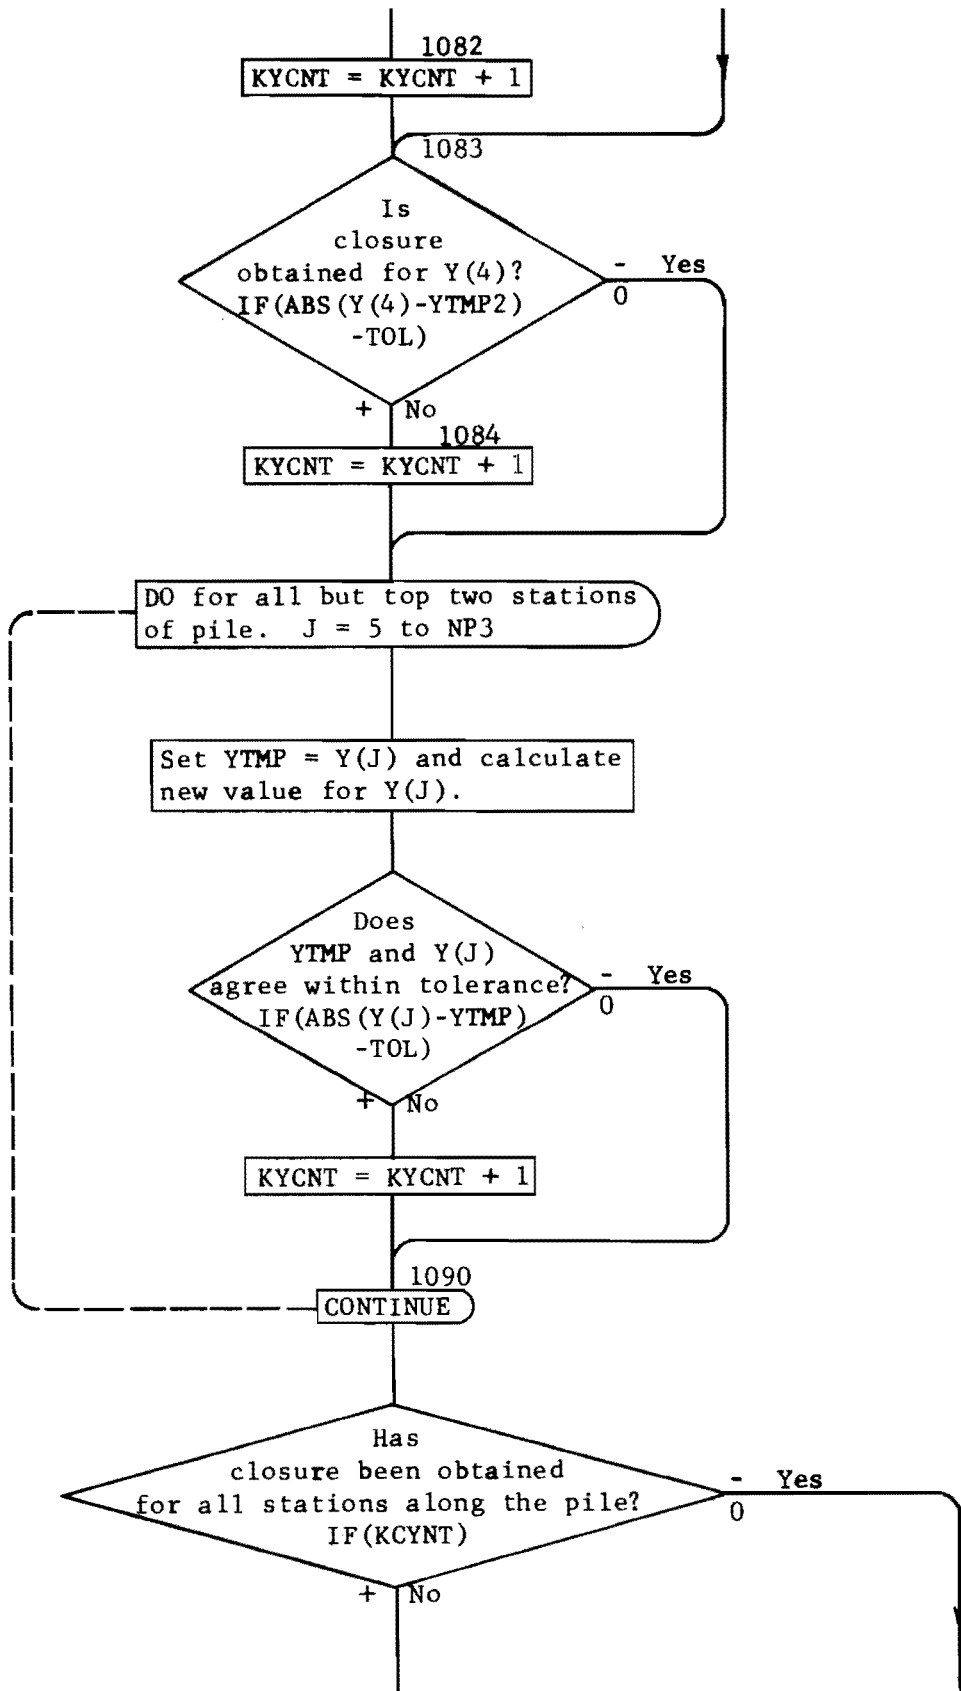 1082
KYCNT = KYCNT + 1
1083
Is
closure
obtained for Y(4)?
IF(ABS(Y(4)-YTMP2)
-TOL)
- Yes
0
+ No
1084
KYCNT = KYCNT + 1
DO for all but top two stations
of pile. J = 5 to NP3
Set YTMP = Y(J) and calculate
new value for Y(J).
Does
YTMP and Y(J)
agree within tolerance?
IF(ABS(Y(J)-YTMP)
-TOL)
- Yes
0
+ No
KYCNT = KYCNT + 1
1090
CONTINUE
Has
closure been obtained
for all stations along the pile?
IF(KCYNT)
- Yes
0
+ No